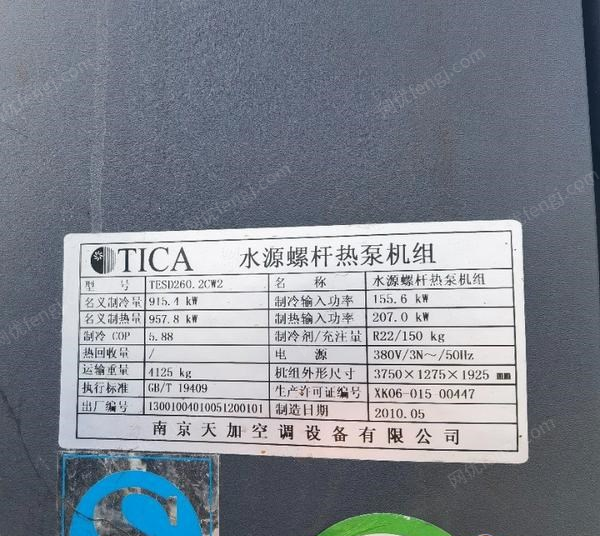 TICA 水源螺杆热泵机组
型 号 TESD260.2CW2 名 称 水源螺杆热泵机组
名义制冷量 915.4 kW 制冷输入功率 155.6 kW
名义制热量 957.8 kW 制热输入功率 207.0 kW
制冷 COP 5.88 制冷剂/充注量 R22/150 kg
热回收量 / 电 源 380V/3N～/50Hz
运输重量 4125 kg 机组外形尺寸 3750×1275×1925 mm
执行标准 GB/T 19409 生产许可证编号 XK06-015-00447
出厂编号 13001004010051200101 制造日期 2010.05
南京天加空调设备有限公司